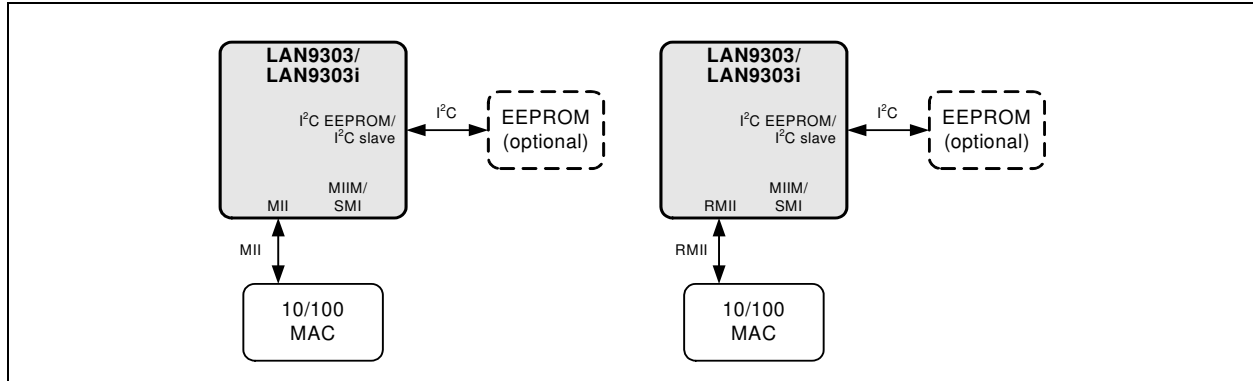 LAN9303/
LAN9303i
I²C EEPROM/
I²C slave
I²C
EEPROM
(optional)
MII
MIIM/
SMI
MII
10/100
MAC
LAN9303/
LAN9303i
I²C EEPROM/
I²C slave
I²C
EEPROM
(optional)
RMII
MIIM/
SMI
RMII
10/100
MAC